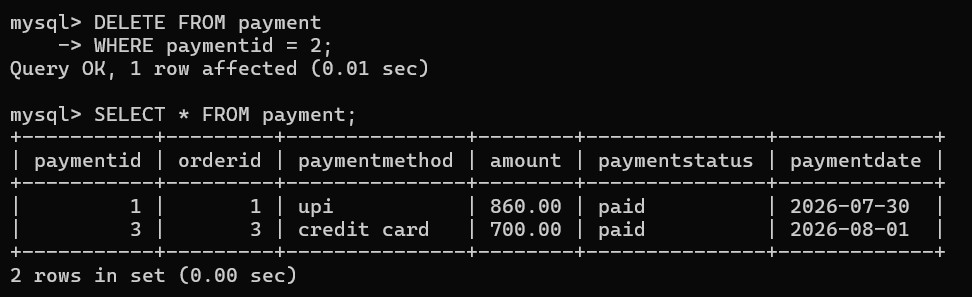 mysql> DELETE FROM payment
    -> WHERE paymentid = 2;
Query OK, 1 row affected (0.01 sec)

mysql> SELECT * FROM payment;
+-----------+---------+---------------+--------+---------------+-------------+
| paymentid | orderid | paymentmethod | amount | paymentstatus | paymentdate |
+-----------+---------+---------------+--------+---------------+-------------+
|         1 |       1 | upi           | 860.00 | paid          | 2026-07-30  |
|         3 |       3 | credit card   | 700.00 | paid          | 2026-08-01  |
+-----------+---------+---------------+--------+---------------+-------------+
2 rows in set (0.00 sec)